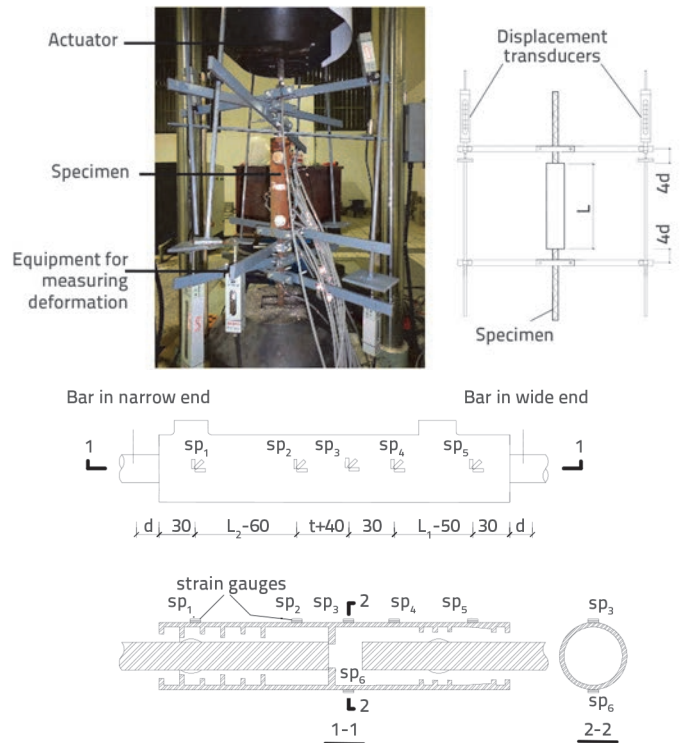 Actuator
Specimen
Equipment for
measuring
deformation
Displacement
transducers
4d
L
4d
Specimen
Bar in narrow end
Bar in wide end
1
sp₁
sp₂
sp₃
sp₄
sp₅
1
d
30
L₂-60
t+40
30
L₁-50
30
d
strain gauges
sp₁
sp₂
sp₃
2
sp₄
sp₅
sp₃
sp₆
2
sp₆
1-1
2-2